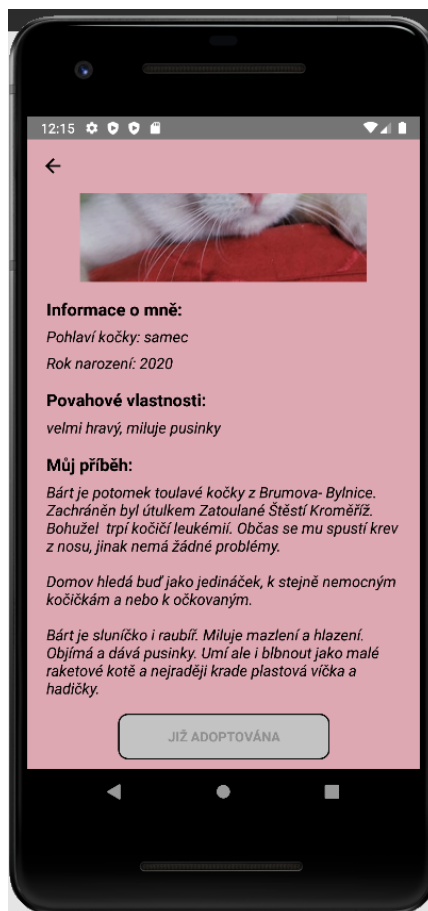 12:15
Informace o mně:
Pohlaví kočky: samec
Rok narození: 2020
Povahové vlastnosti:
velmi hravý, miluje pusinky
Můj příběh:
Bárt je potomek toulavé kočky z Brumova- Bylnice.
Zachráněn byl útulkem Zatoulané Štěstí Kroměříž.
Bohužel  trpí kočičí leukémií. Občas se mu spustí krev
z nosu, jinak nemá žádné problémy.
Domov hledá buď jako jedináček, k stejně nemocným
kočičkám a nebo k očkovaným.
Bárt je sluníčko i raubíř. Miluje mazlení a hlazení.
Objímá a dává pusinky. Umí ale i blbnout jako malé
raketové kotě a nejraději krade plastová víčka a
hadičky.
JIŽ ADOPTOVÁNA